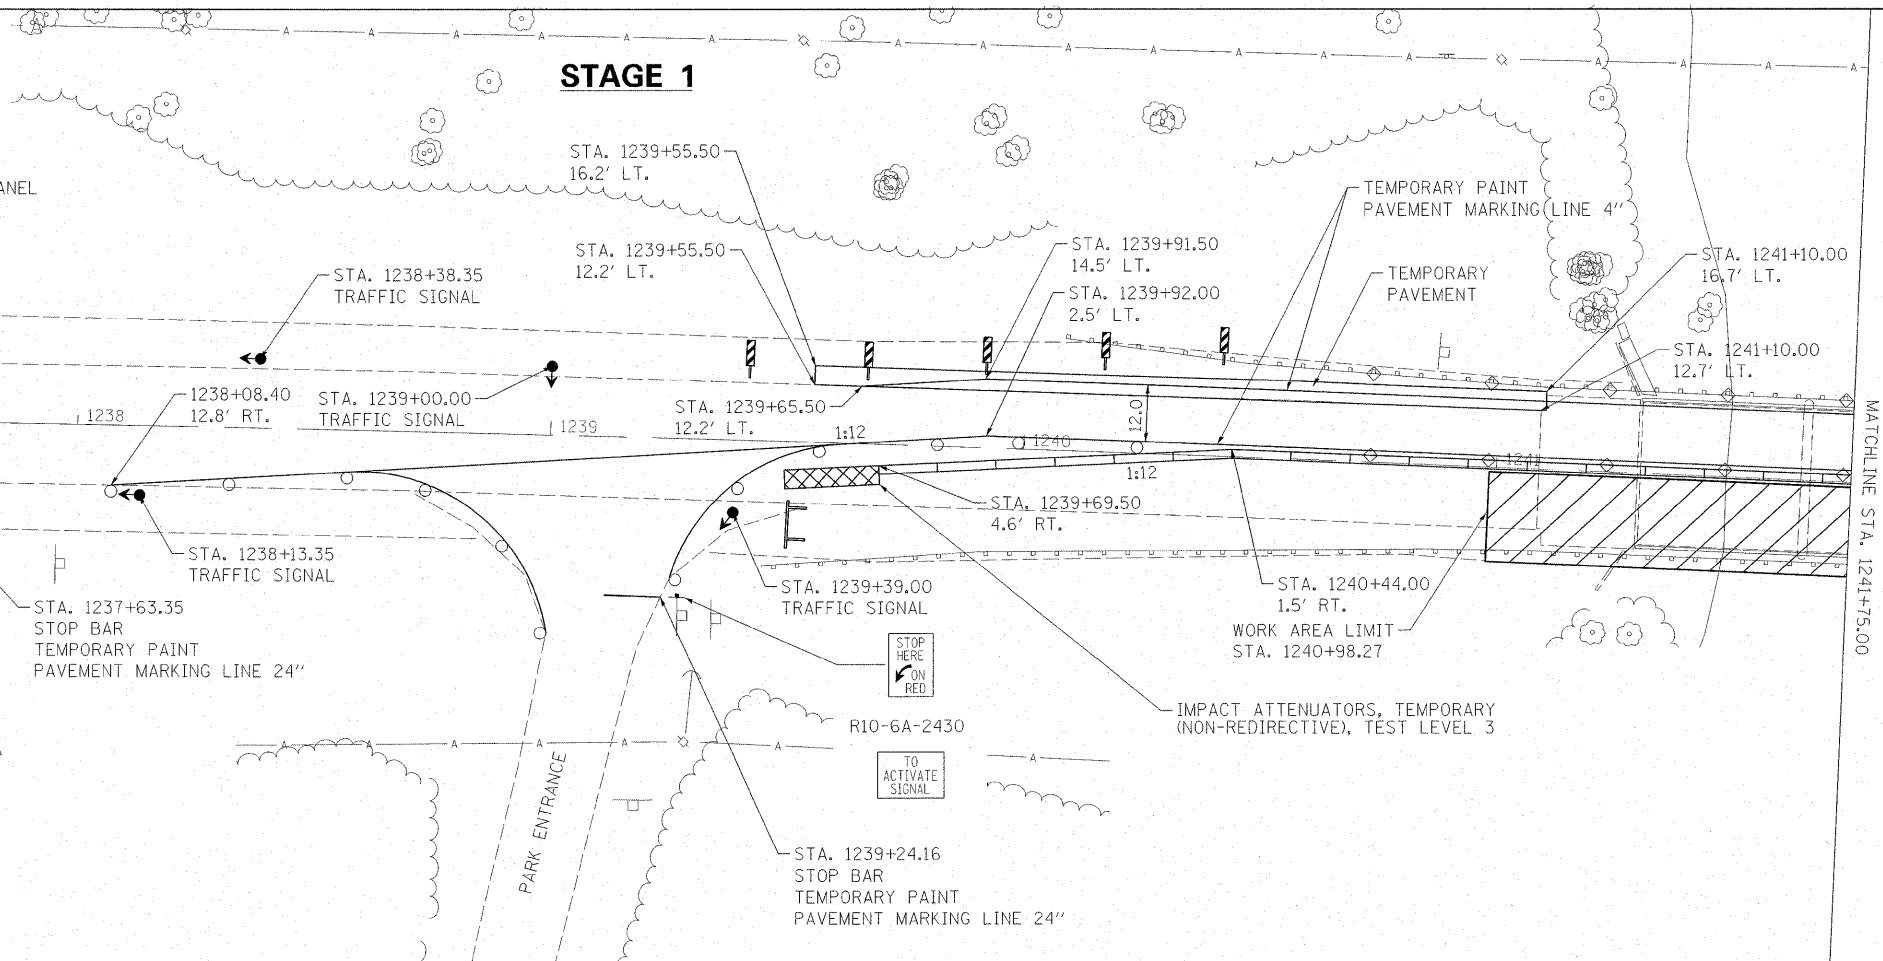 STAGE 1
STA. 1239+55.50
16.2' LT.
TEMPORARY PAINT
PAVEMENT MARKING LINE 4"
ANEL
STA. 1239+55.50
12.2' LT.
STA. 1239+91.50
14.5' LT.
STA. 1241+10.00
16.7' LT.
STA. 1238+38.35
TRAFFIC SIGNAL
STA. 1239+92.00
2.5' LT.
TEMPORARY
PAVEMENT
STA. 1241+10.00
12.7' LT.
1238+08.40
12.8' RT.
STA. 1239+00.00
TRAFFIC SIGNAL
STA. 1239+65.50
12.2' LT.
12.0
1238
1239
1:12
1240
1241
1:12
MATCHLINE STA. 1241+75.00
STA. 1239+69.50
4.6' RT.
STA. 1238+13.35
TRAFFIC SIGNAL
STA. 1239+39.00
TRAFFIC SIGNAL
STA. 1240+44.00
1.5' RT.
STA. 1237+63.35
STOP BAR
TEMPORARY PAINT
PAVEMENT MARKING LINE 24"
WORK AREA LIMIT
STA. 1240+98.27
STOP
HERE
ON
RED
IMPACT ATTENUATORS, TEMPORARY
(NON-REDIRECTIVE), TEST LEVEL 3
R10-6A-2430
TO
ACTIVATE
SIGNAL
PARK ENTRANCE
STA. 1239+24.16
STOP BAR
TEMPORARY PAINT
PAVEMENT MARKING LINE 24"